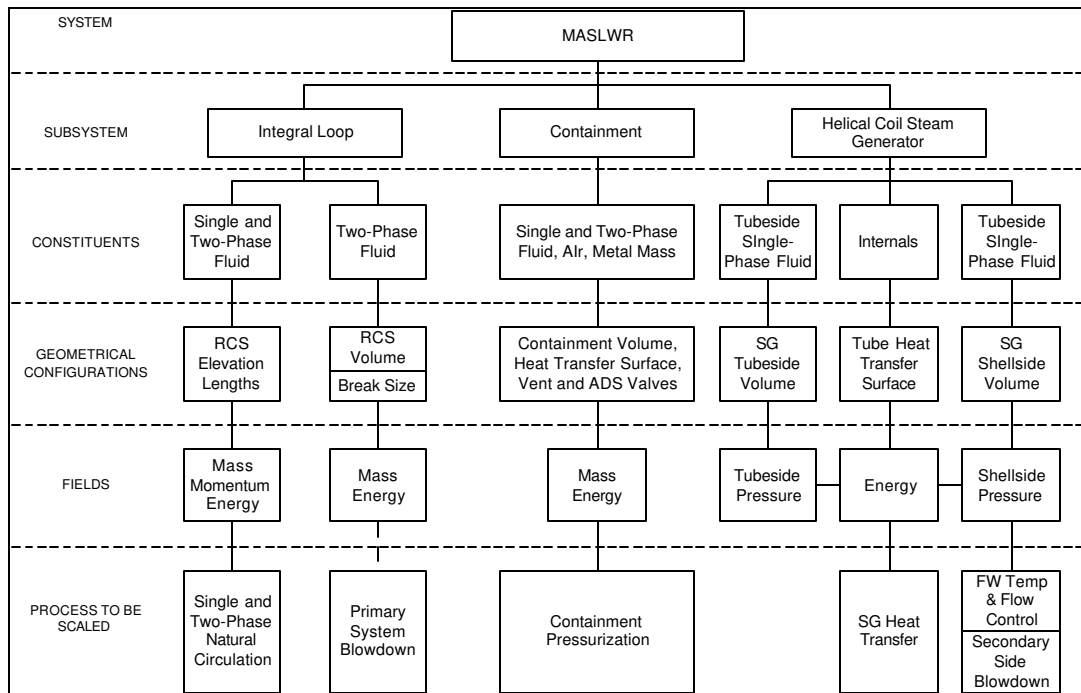 SYSTEM
MASLWR
SUBSYSTEM
Integral Loop
Containment
Helical Coil Steam
Generator
CONSTITUENTS
Single and
Two-Phase
Fluid
Two-Phase
Fluid
Single and Two-Phase
Fluid, AIr, Metal Mass
Tubeside
SIngle-
Phase Fluid
Internals
Tubeside
SIngle-
Phase Fluid
GEOMETRICAL
CONFIGURATIONS
RCS
Elevation
Lengths
RCS
Volume
Break Size
Containment Volume,
Heat Transfer Surface,
Vent and ADS Valves
SG
Tubeside
Volume
Tube Heat
Transfer
Surface
SG
Shellside
Volume
FIELDS
Mass
Momentum
Energy
Mass
Energy
Mass
Energy
Tubeside
Pressure
Energy
Shellside
Pressure
PROCESS TO BE
SCALED
Single and
Two-Phase
Natural
Circulation
Primary
System
Blowdown
Containment
Pressurization
SG Heat
Transfer
FW Temp
& Flow
Control
Secondary
Side
Blowdown